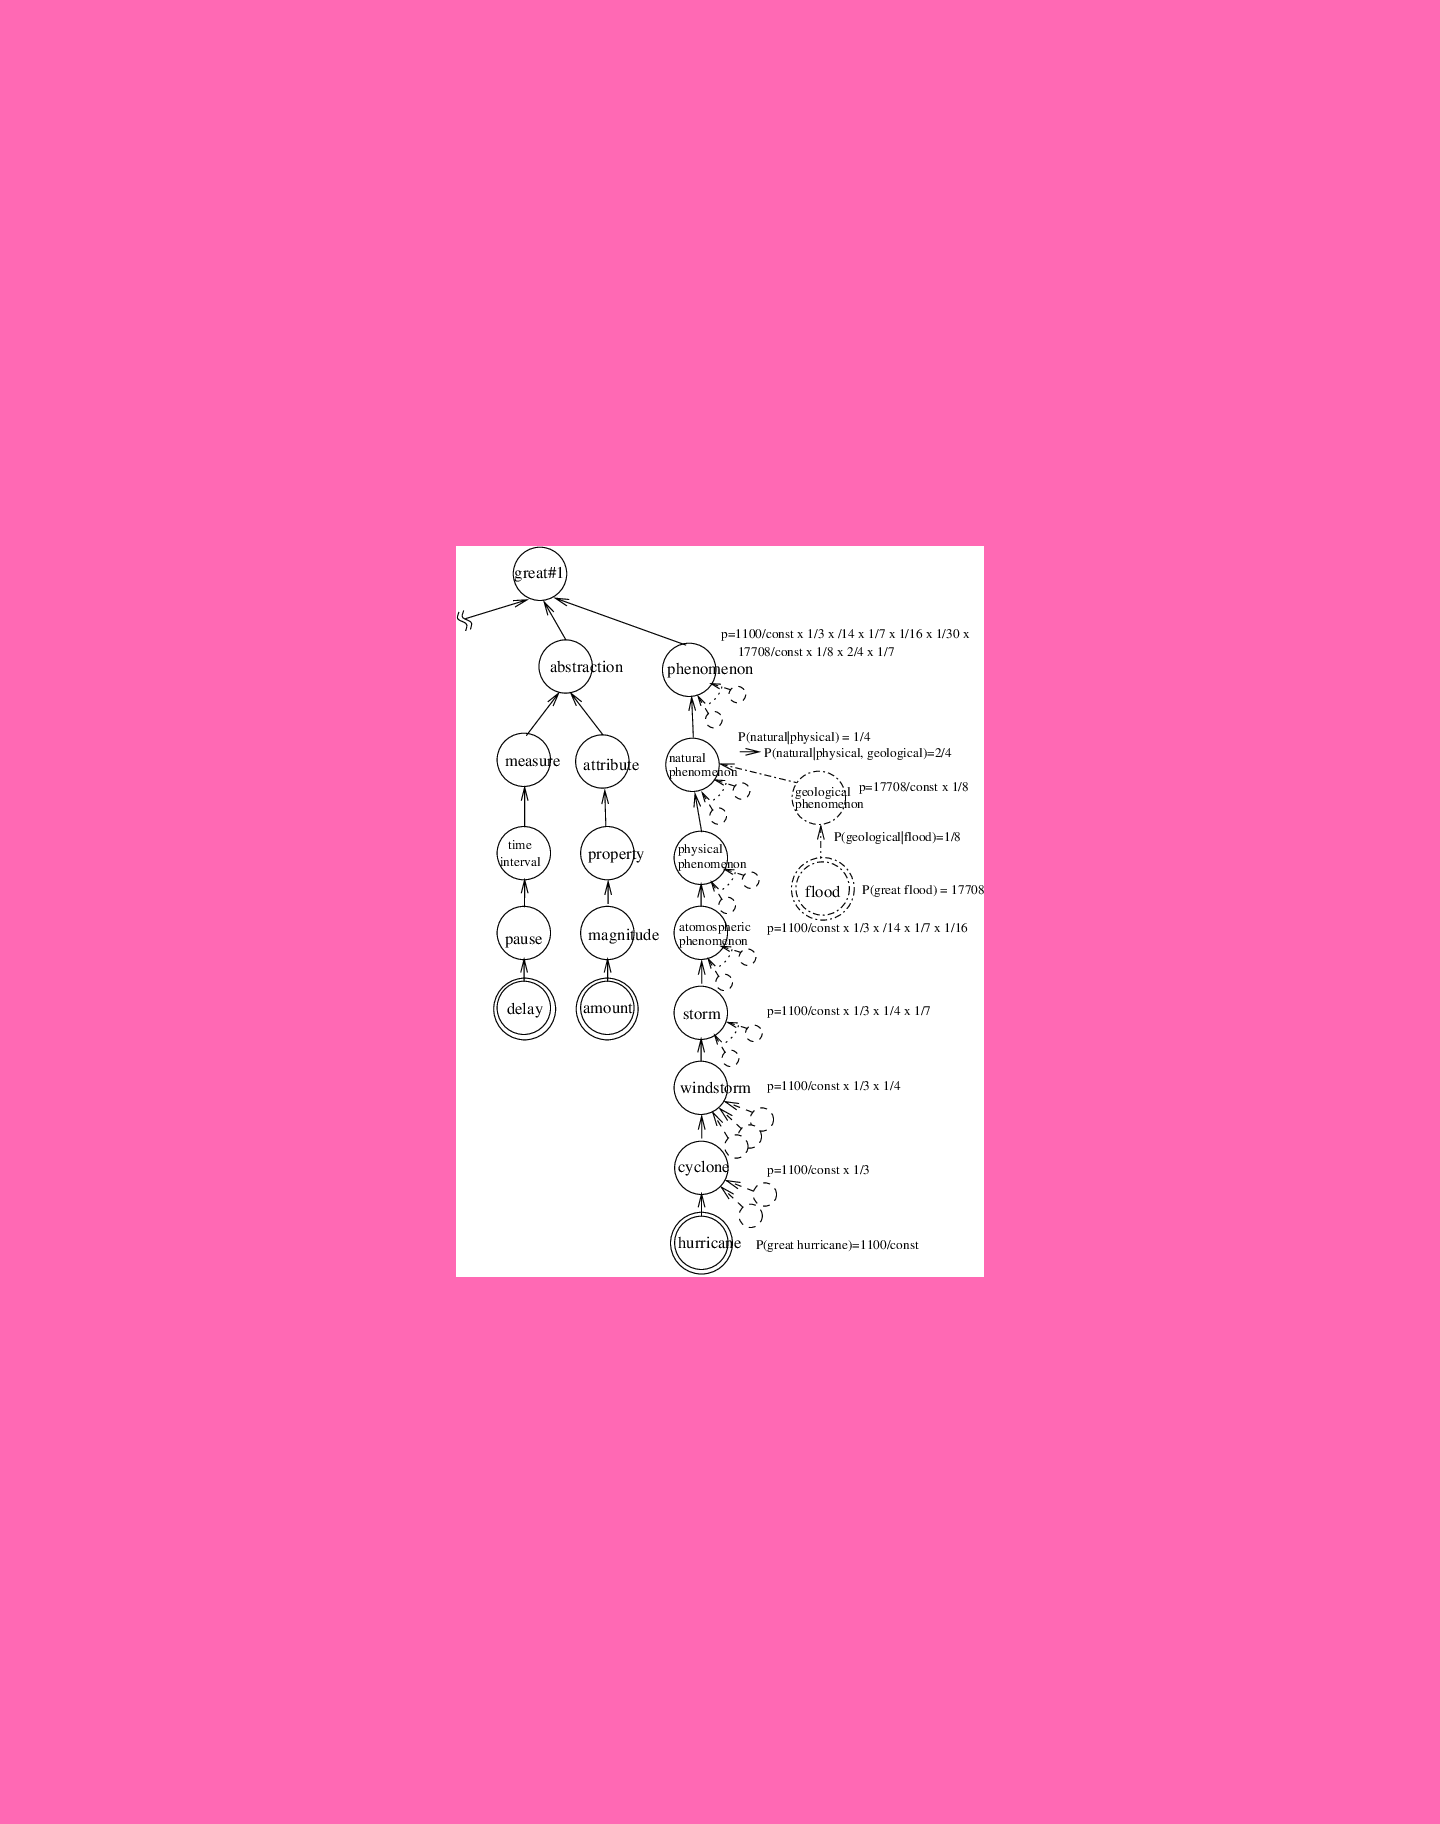 great#1
abstraction
phenomenon
p=1100/const x 1/3 x /14 x 1/7 x 1/16 x 1/30 x
17708/const x 1/8 x 2/4 x 1/7
measure
attribute
natural
phenomenon
P(natural|physical) = 1/4
P(natural|physical, geological)=2/4
geological
phenomenon
p=17708/const x 1/8
P(geological|flood)=1/8
flood
P(great flood) = 17708
time
interval
property
physical
phenomenon
pause
magnitude
atomospheric
phenomenon
p=1100/const x 1/3 x /14 x 1/7 x 1/16
delay
amount
storm
p=1100/const x 1/3 x 1/4 x 1/7
windstorm
p=1100/const x 1/3 x 1/4
cyclone
p=1100/const x 1/3
hurricane
P(great hurricane)=1100/const